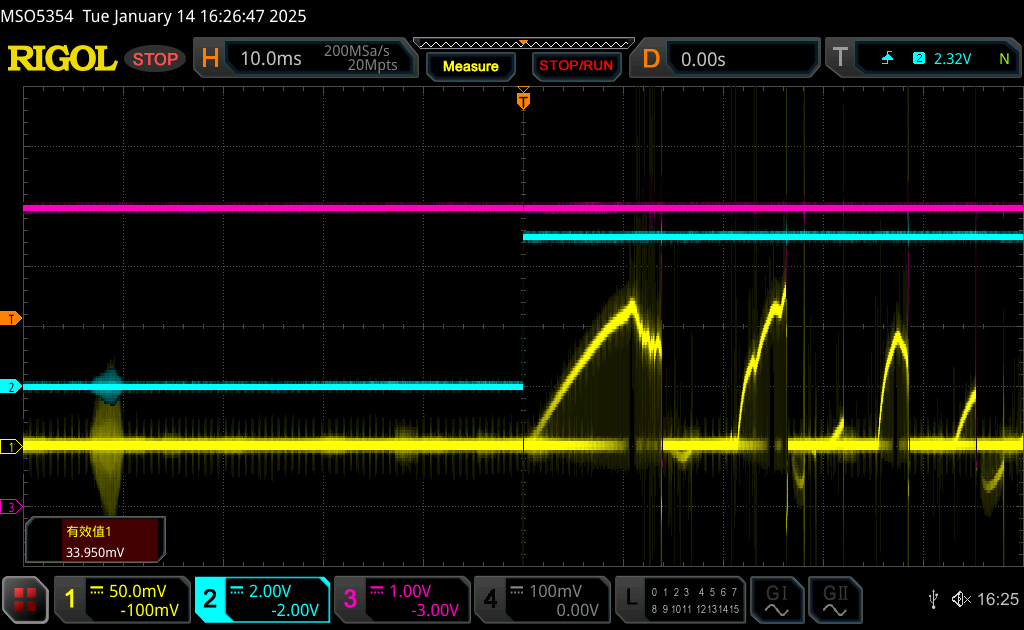 MSO5354 Tue January 14 16:26:47 2025
RIGOL STOP H 10.0ms 200MSa/s 20Mpts Measure STOP/RUN D 0.00s T 2 2.32V N
T
T
2
1
3
有效值1
33.950mV
1 50.0mV -100mV
2 2.00V -2.00V
3 1.00V -3.00V
4 100mV 0.00V
L 0 1 2 3 4 5 6 7
8 9 10 11 12 13 14 15
GI GII
16:25